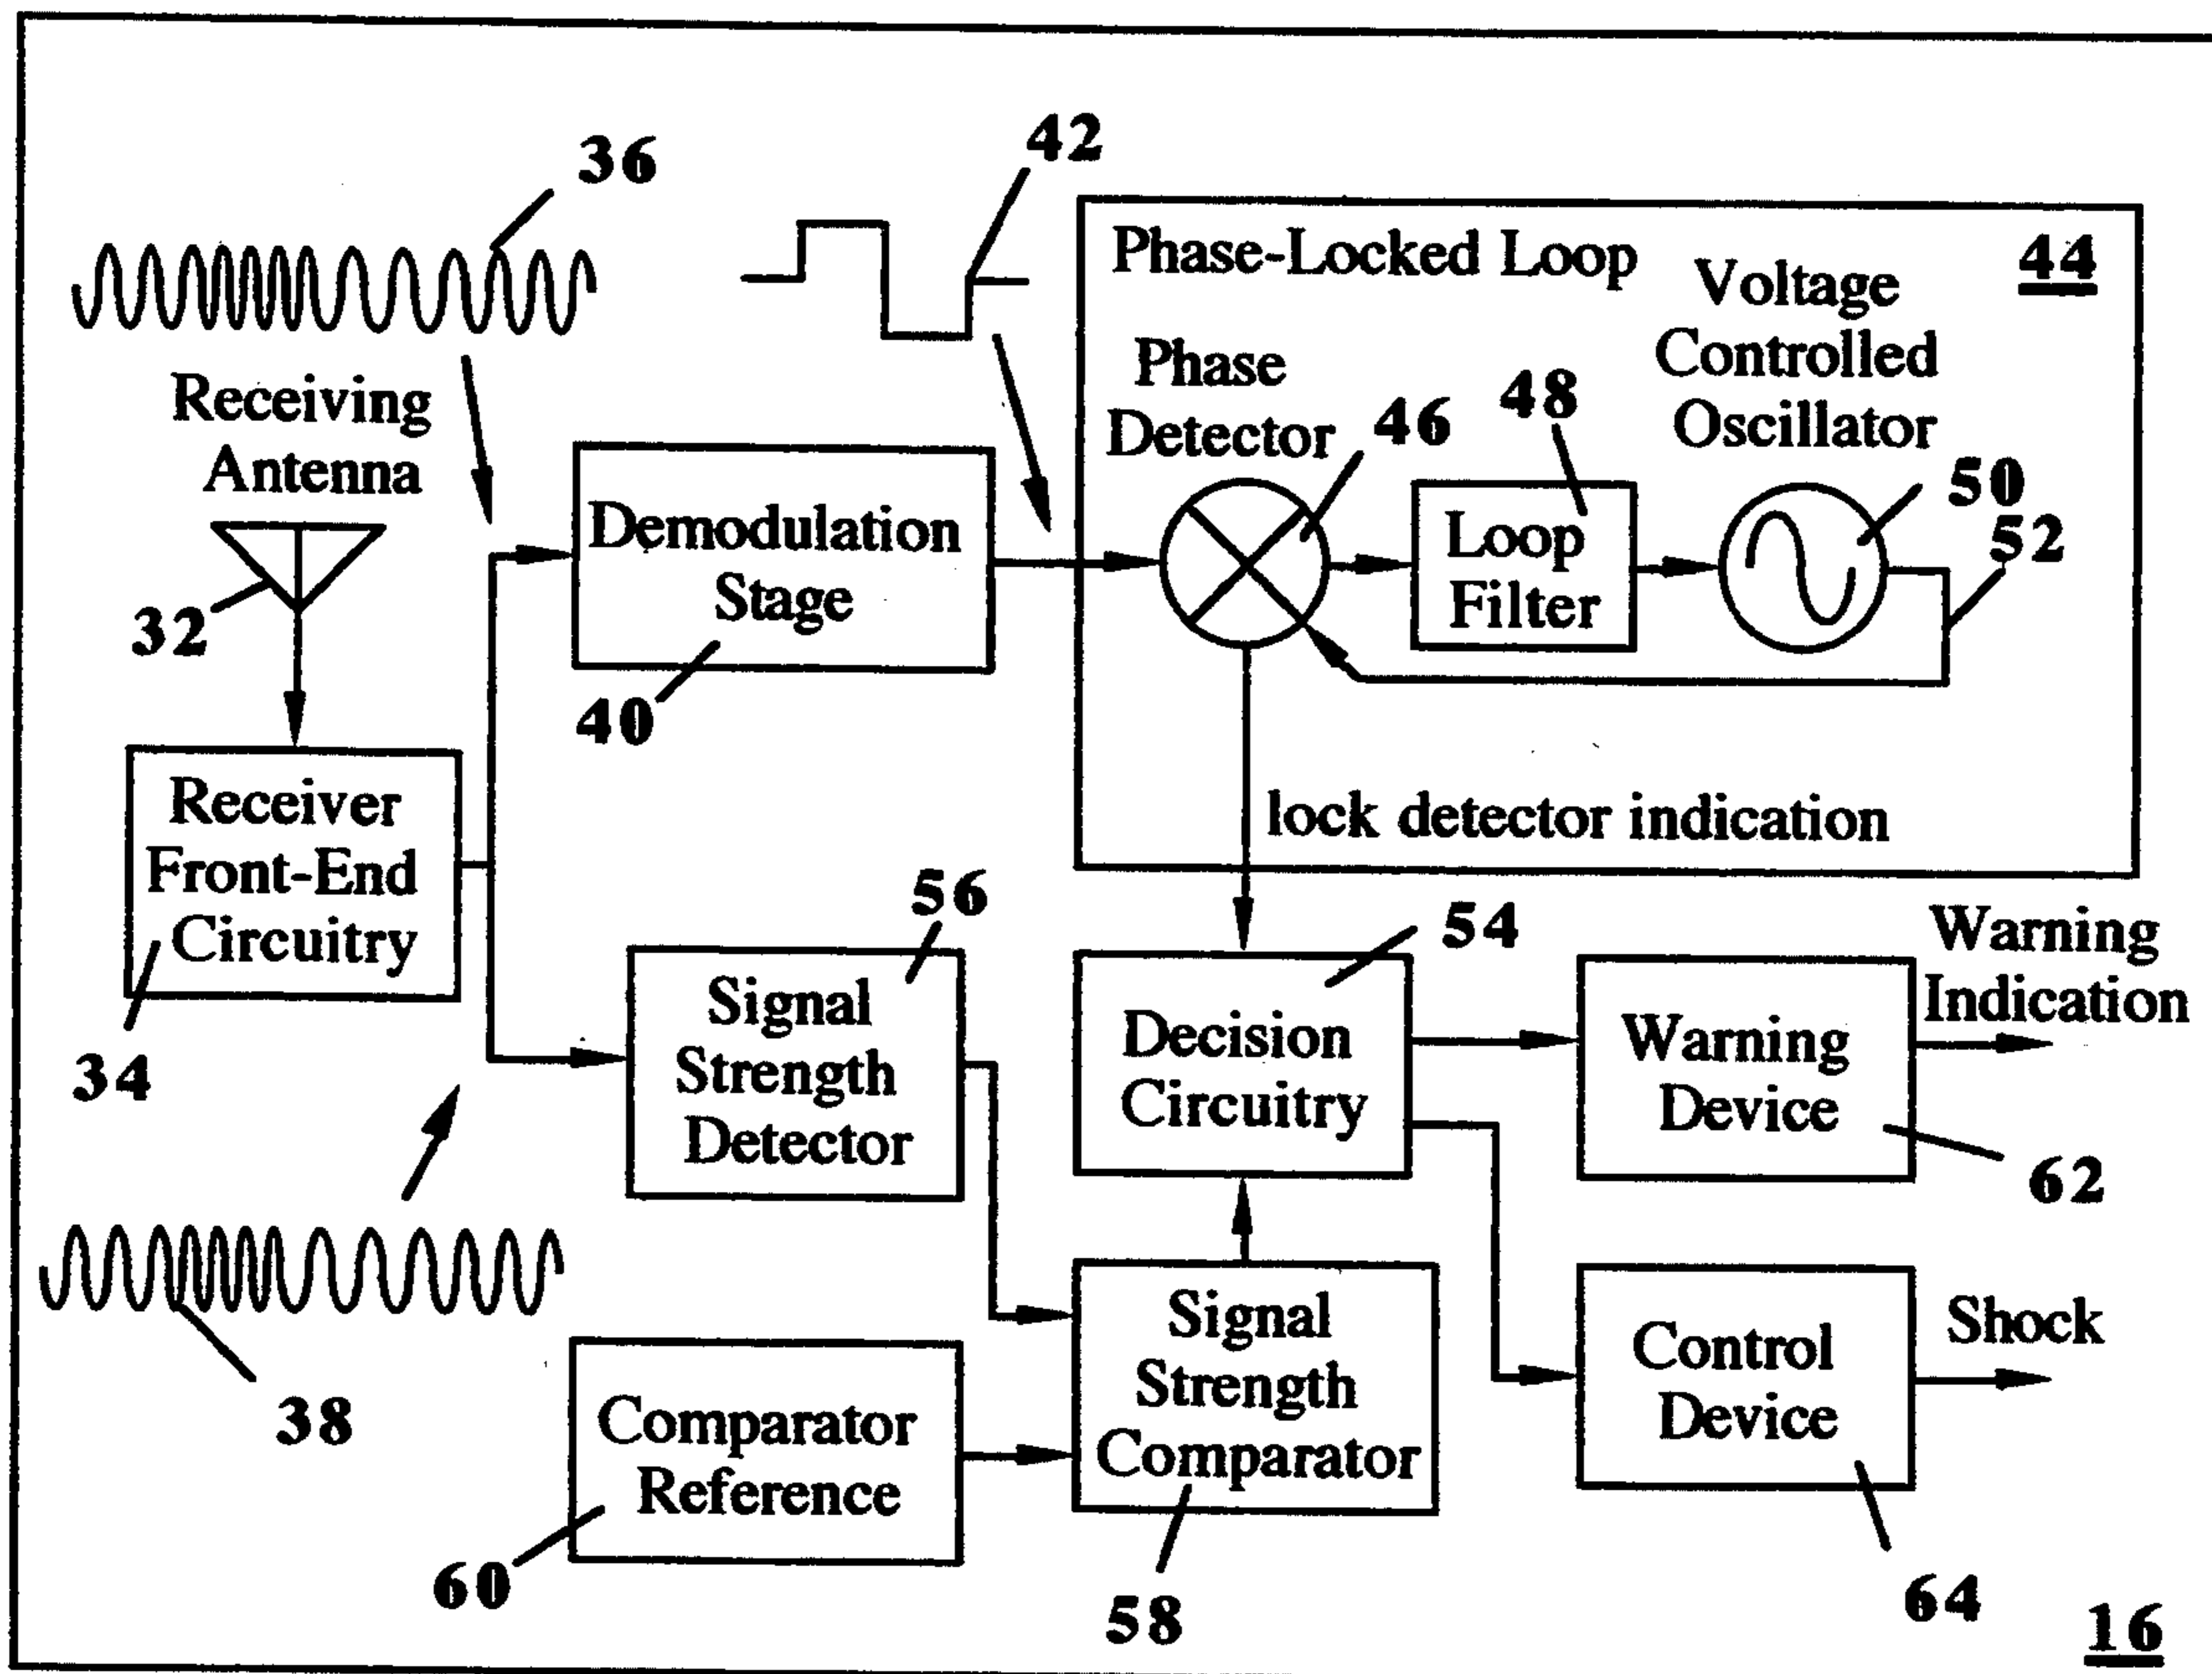 36
42
Phase-Locked Loop
44
Voltage
Controlled
Oscillator
Phase
Detector
46
48
50
52
Receiving
Antenna
32
Demodulation
Stage
40
Loop
Filter
Receiver
Front-End
Circuitry
34
lock detector indication
56
Signal
Strength
Detector
54
Decision
Circuitry
Warning
Indication
Warning
Device
62
38
Comparator
Reference
60
Signal
Strength
Comparator
58
Control
Device
Shock
64
16